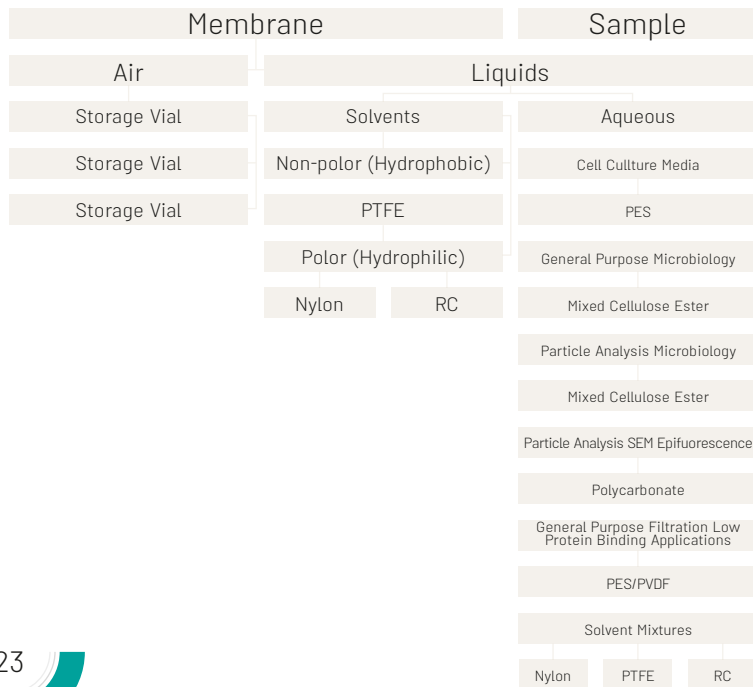 Membrane
Sample
Air
Liquids
Storage Vial
Solvents
Aqueous
Storage Vial
Non-polor (Hydrophobic)
Cell Cullture Media
Storage Vial
PTFE
PES
Polor (Hydrophilic)
General Purpose Microbiology
Nylon
RC
Mixed Cellulose Ester
Particle Analysis Microbiology
Mixed Cellulose Ester
Particle Analysis SEM Epifuorescence
Polycarbonate
General Purpose Filtration Low
Protein Binding Applications
PES/PVDF
Solvent Mixtures
Nylon
PTFE
RC
23